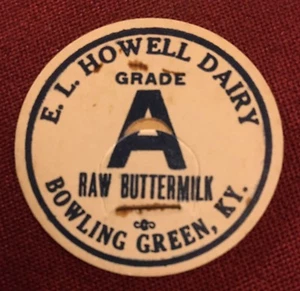 E. L. HOWELL DAIRY
GRADE
A
RAW BUTTERMILK
BOWLING GREEN, KY.